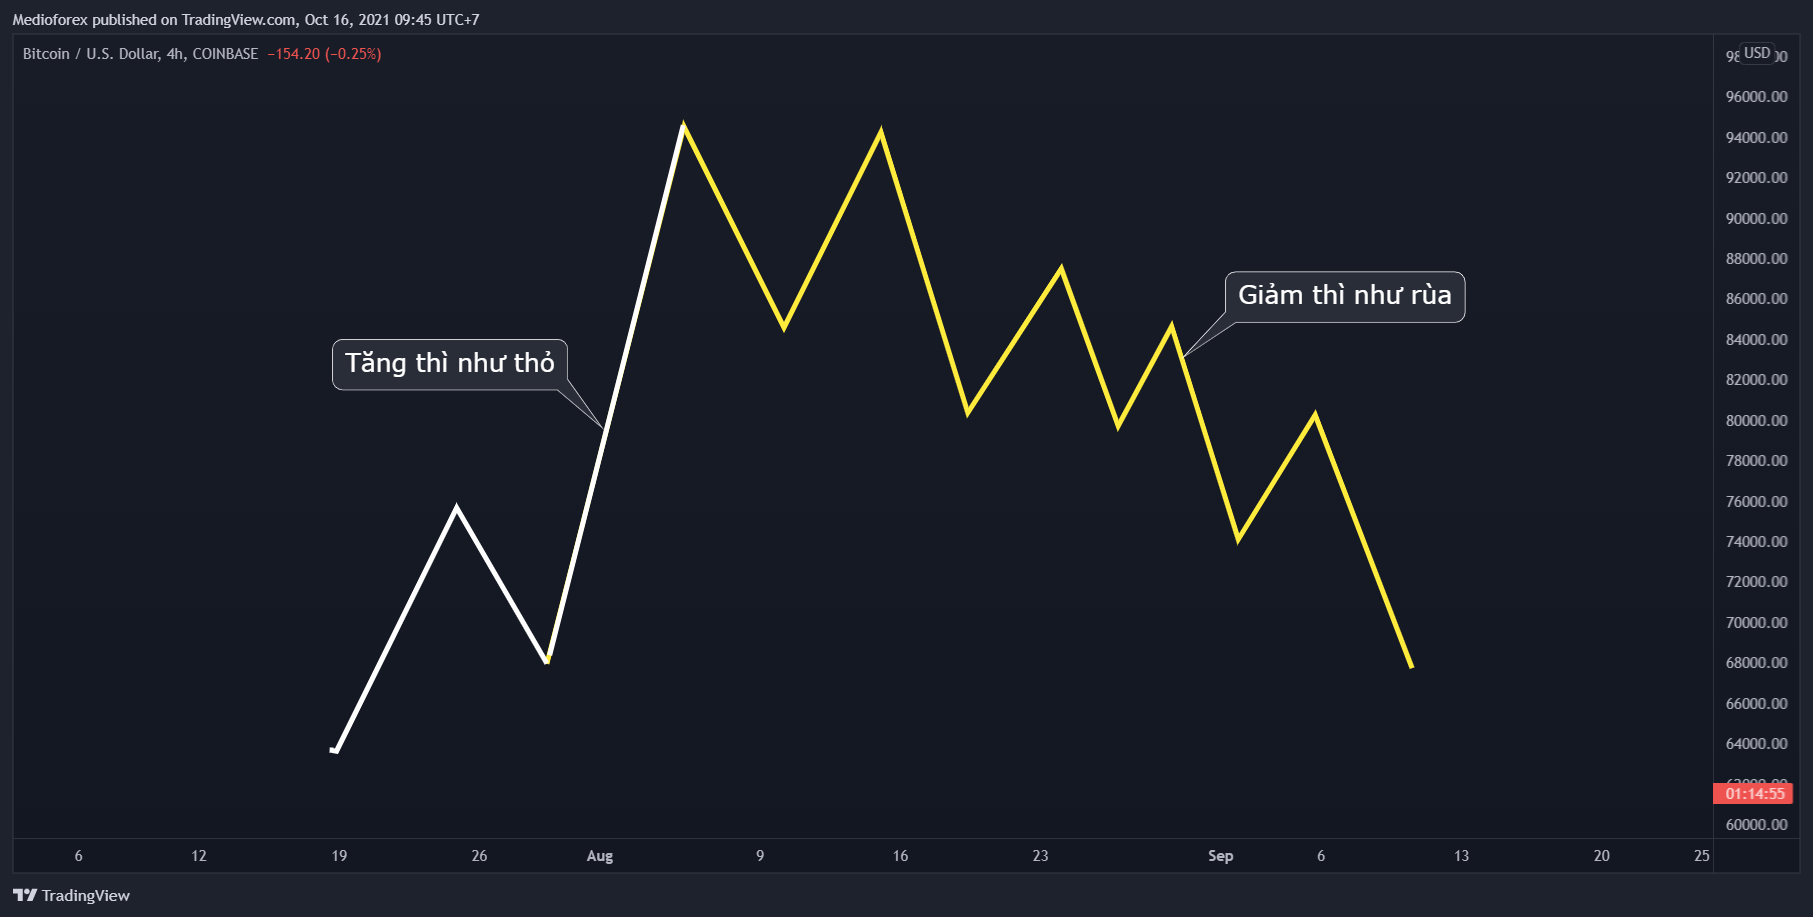 Medioforex published on TradingView.com, Oct 16, 2021 09:45 UTC+7
Bitcoin / U.S. Dollar, 4h, COINBASE −154.20 (−0.25%)
USD
96000.00
94000.00
92000.00
90000.00
88000.00
86000.00
84000.00
82000.00
80000.00
78000.00
76000.00
74000.00
72000.00
70000.00
68000.00
66000.00
64000.00
01:14:55
60000.00
Giảm thì như rùa
Tăng thì như thỏ
6 12 19 26 Aug 9 16 23 Sep 6 13 20 25
TradingView